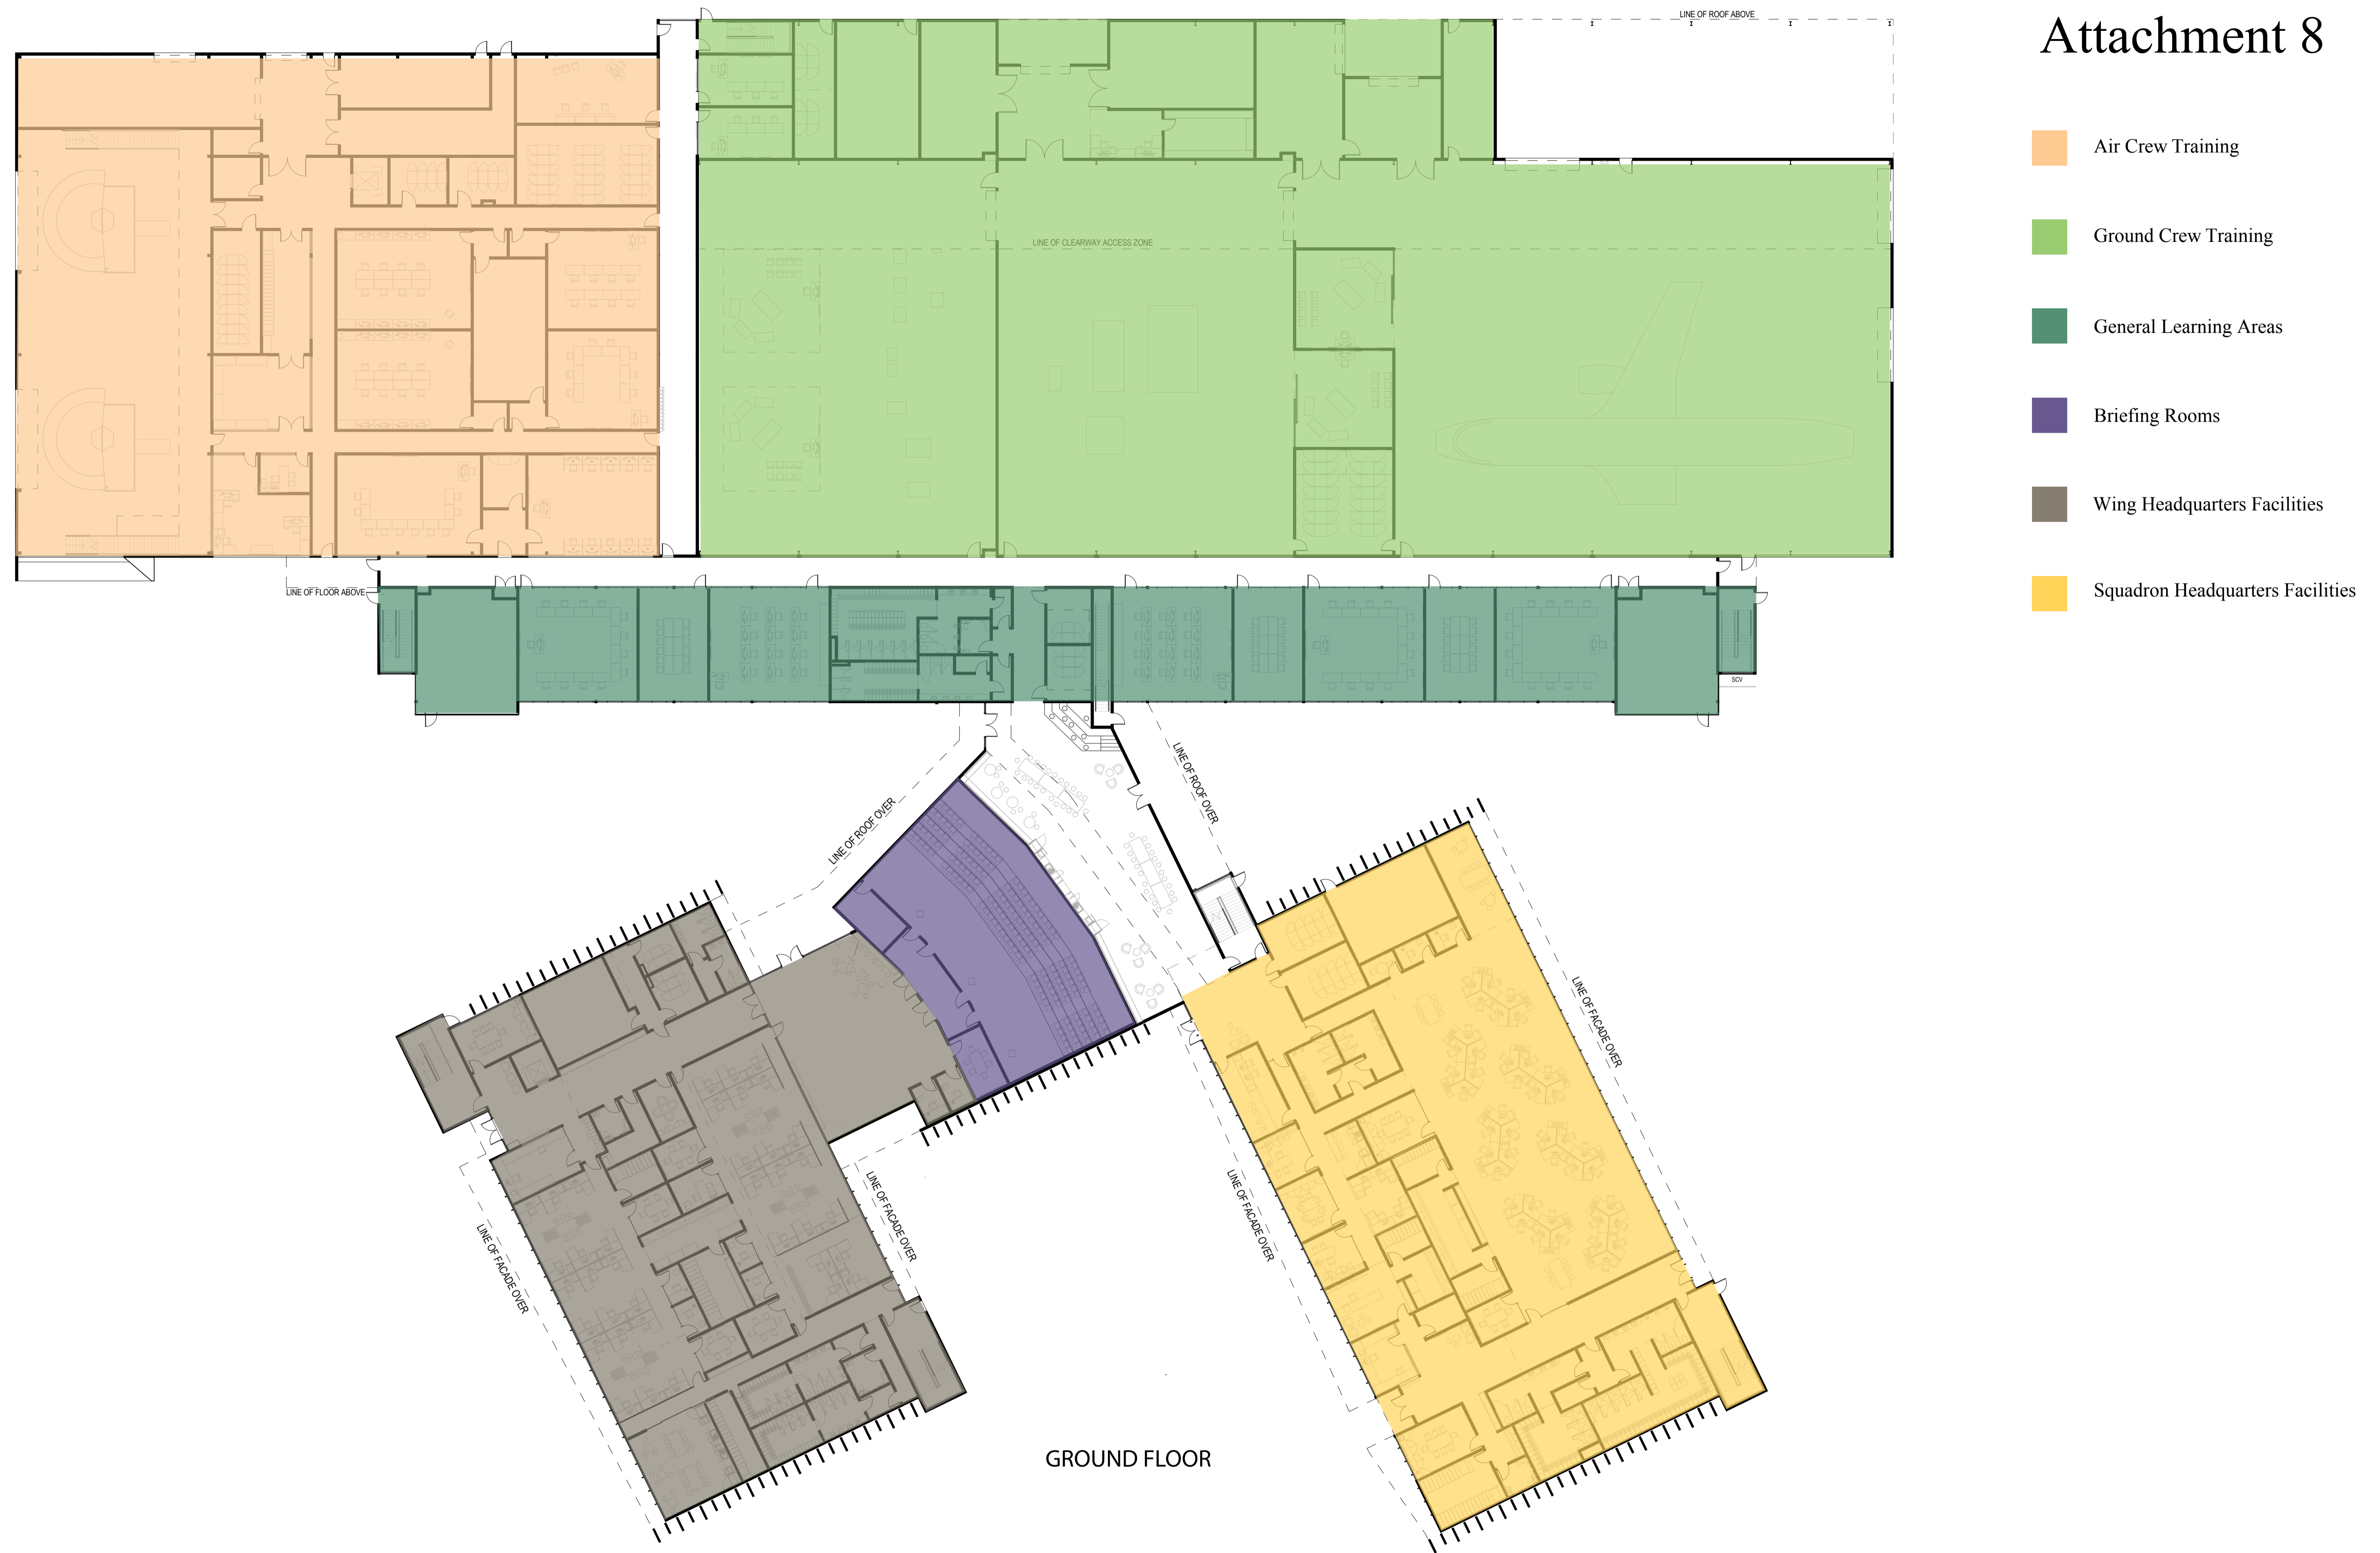 LINE OF ROOF ABOVE
Attachment 8
Air Crew Training
Ground Crew Training
LINE OF CLEARWAY ACCESS ZONE
General Learning Areas
Briefing Rooms
Wing Headquarters Facilities
LINE OF FLOOR ABOVE
Squadron Headquarters Facilities
SCV
LINE OF ROOF OVER
LINE OF ROOF OVER
LINE OF FACADE OVER
LINE OF FACADE OVER
LINE OF FACADE OVER
LINE OF FACADE OVER
GROUND FLOOR